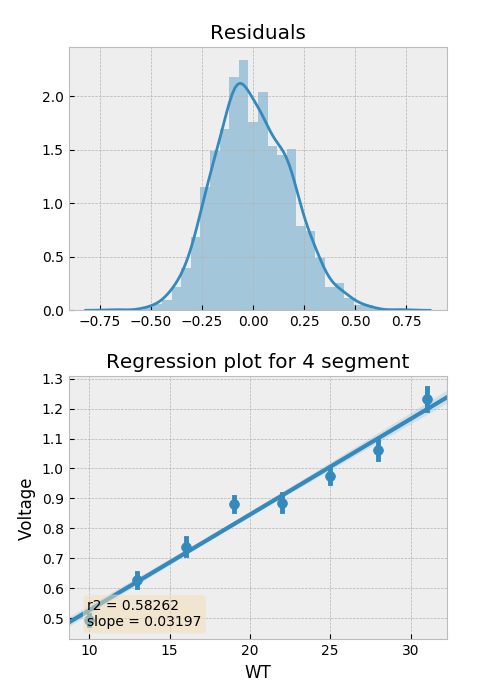 Residuals
2.0
1.5
1.0
0.5
0.0
−0.75 −0.50 −0.25 0.00 0.25 0.50 0.75
Regression plot for 4 segment
1.3
1.2
1.1
1.0
0.9
0.8
0.7
0.6
0.5
Voltage
r2 = 0.58262
slope = 0.03197
10 15 20 25 30
WT